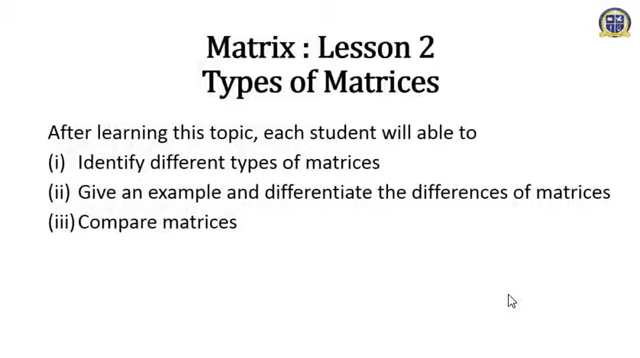 Matrix : Lesson 2
Types of Matrices
After learning this topic, each student will able to
(i) Identify different types of matrices
(ii) Give an example and differentiate the differences of matrices
(iii) Compare matrices